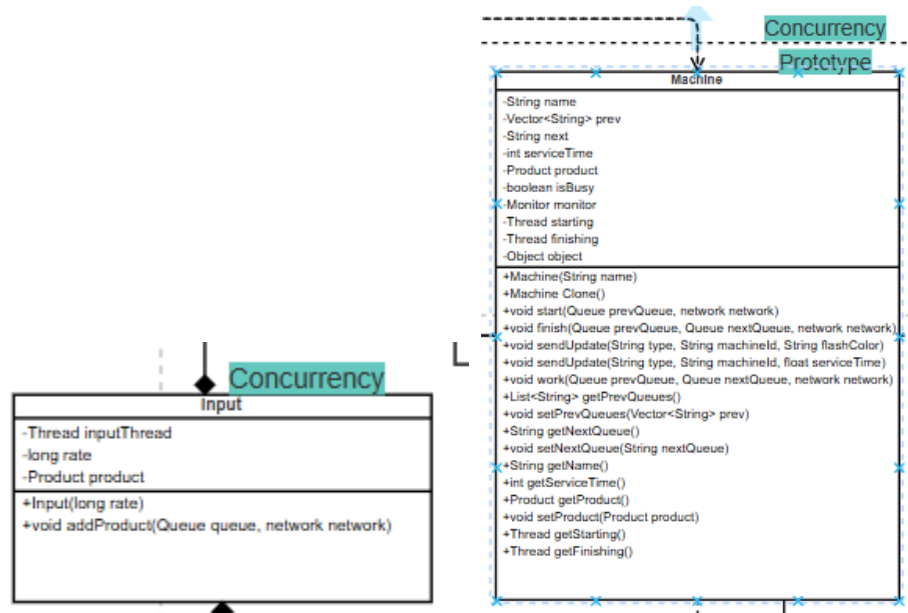 Concurrency
Prototype
Machine
-String name
-Vector<String> prev
-String next
-int serviceTime
-Product product
-boolean isBusy
-Monitor monitor
-Thread starting
-Thread finishing
-Object object
+Machine(String name)
+Machine Clone()
+void start(Queue prevQueue, network network)
+void finish(Queue prevQueue, Queue nextQueue, network network)
+void sendUpdate(String type, String machineId, String flashColor)
+void sendUpdate(String type, String machineId, float serviceTime)
+void work(Queue prevQueue, Queue nextQueue, network network)
+List<String> getPrevQueues()
+void setPrevQueues(Vector<String> prev)
+String getNextQueue()
+void setNextQueue(String nextQueue)
+String getName()
+int getServiceTime()
+Product getProduct()
+void setProduct(Product product)
+Thread getStarting()
+Thread getFinishing()
Concurrency
Input
-Thread inputThread
-long rate
-Product product
+Input(long rate)
+void addProduct(Queue queue, network network)